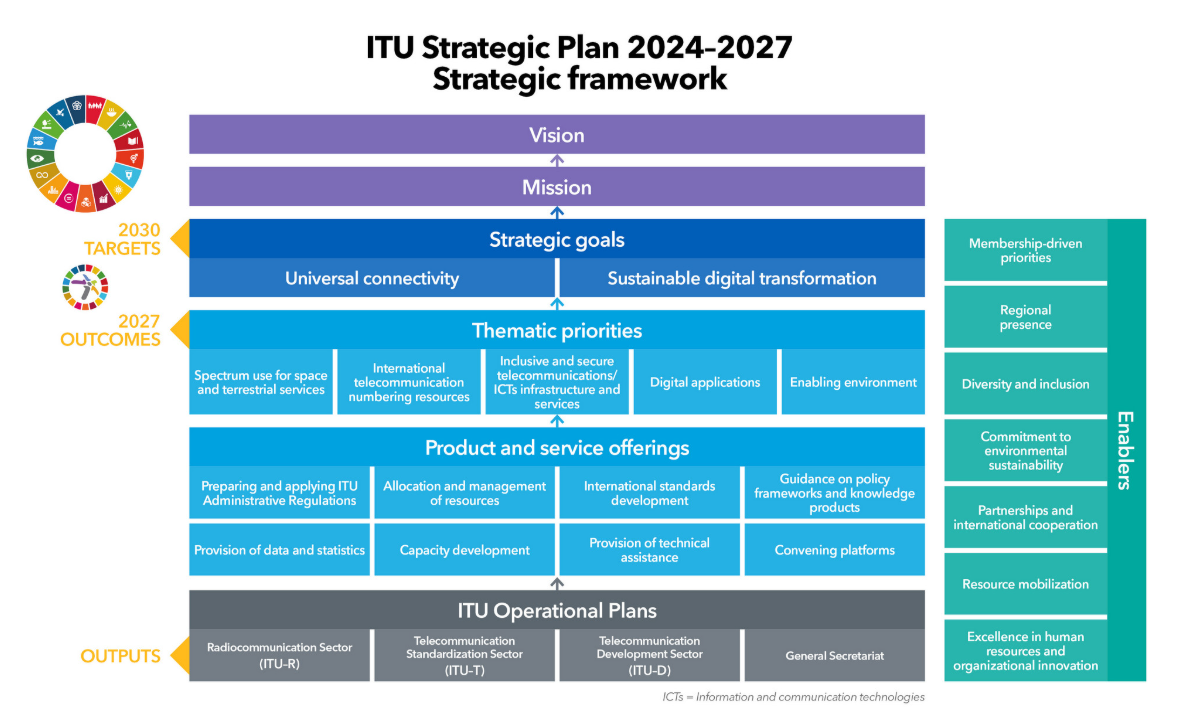 ITU Strategic Plan 2024–2027
Strategic framework
Vision
Mission
2030
TARGETS
Strategic goals
Universal connectivity
Sustainable digital transformation
2027
OUTCOMES
Thematic priorities
Spectrum use for space
and terrestrial services
International
telecommunication
numbering resources
Inclusive and secure
telecommunications/
ICTs infrastructure and
services
Digital applications
Enabling environment
Product and service offerings
Preparing and applying ITU
Administrative Regulations
Allocation and management
of resources
International standards
development
Guidance on policy
frameworks and knowledge
products
Provision of data and statistics
Capacity development
Provision of technical
assistance
Convening platforms
ITU Operational Plans
OUTPUTS
Radiocommunication Sector
(ITU–R)
Telecommunication
Standardization Sector
(ITU–T)
Telecommunication
Development Sector
(ITU–D)
General Secretariat
Membership-driven
priorities
Regional
presence
Diversity and inclusion
Commitment to
environmental
sustainability
Partnerships and
international cooperation
Resource mobilization
Excellence in human
resources and
organizational innovation
Enablers
ICTs = Information and communication technologies